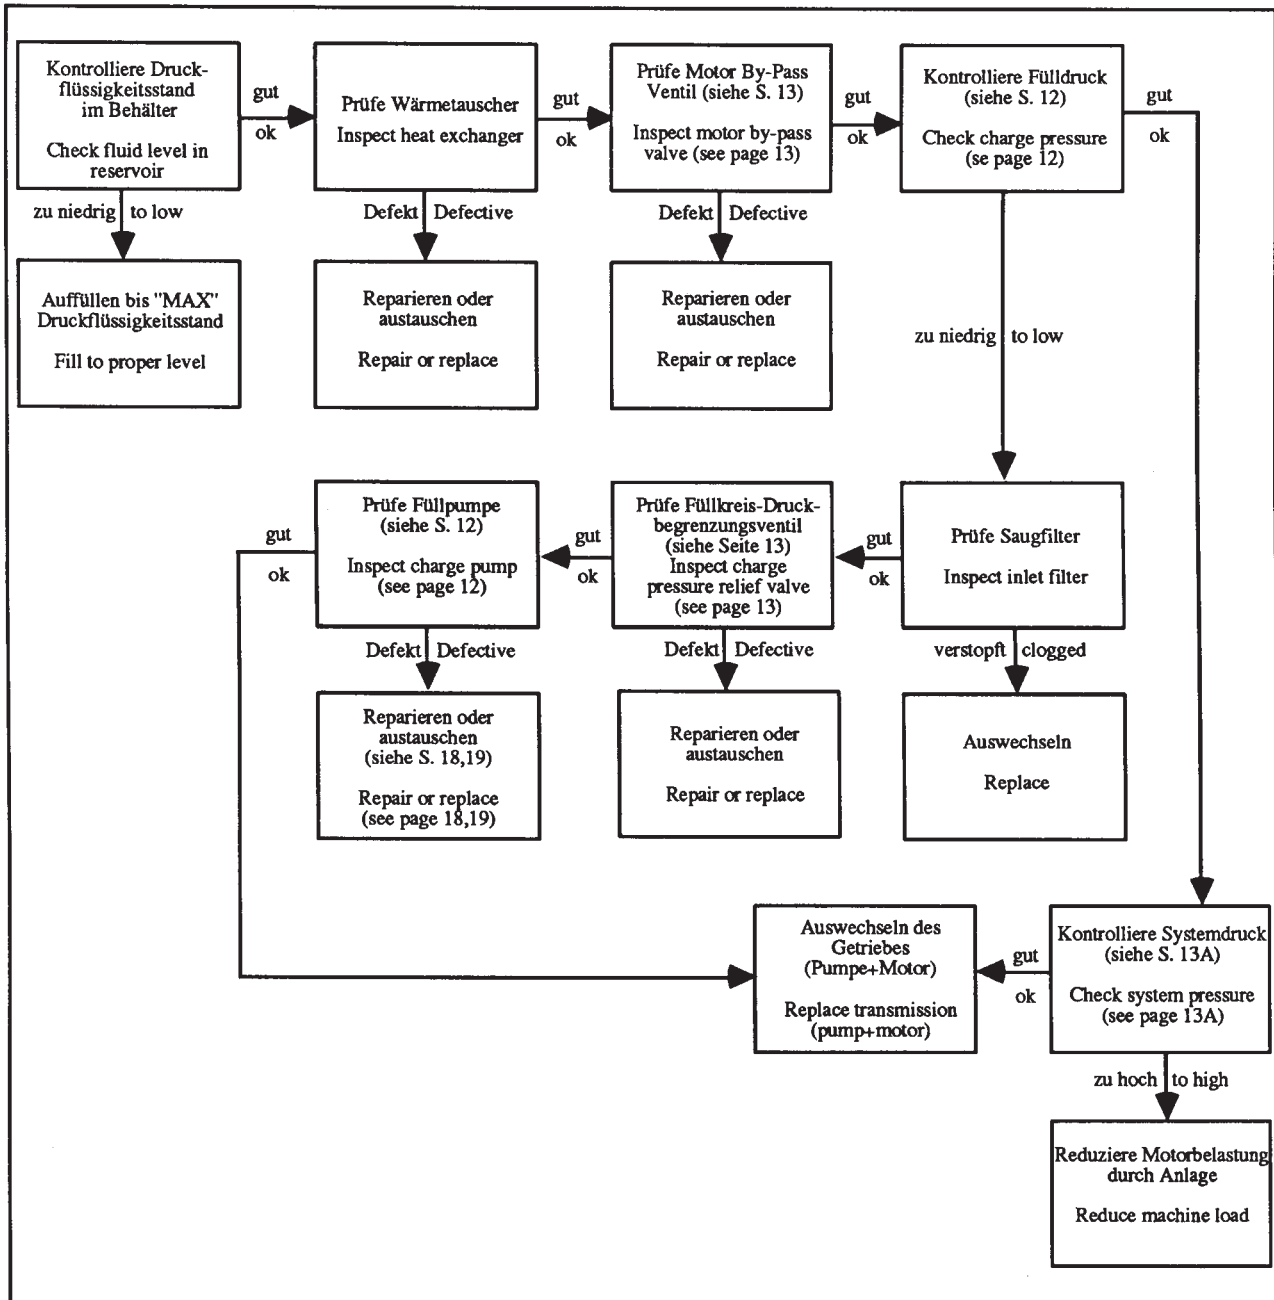 Kontrolliere Druck-
flüssigkeitsstand
im Behälter
Check fluid level in
reservoir
gut
ok
Prüfe Wärmetauscher
Inspect heat exchanger
gut
ok
Prüfe Motor By-Pass
Ventil (siehe S. 13)
Inspect motor by-pass
valve (see page 13)
gut
ok
Kontrolliere Fülldruck
(siehe S. 12)
Check charge pressure
(se page 12)
gut
ok
zu niedrig to low
Defekt Defective
Defekt Defective
zu niedrig to low
Auffüllen bis "MAX"
Druckflüssigkeitsstand
Fill to proper level
Reparieren oder
austauschen
Repair or replace
Reparieren oder
austauschen
Repair or replace
gut
ok
Prüfe Füllpumpe
(siehe S. 12)
Inspect charge pump
(see page 12)
gut
ok
Prüfe Füllkreis-Druck-
begrenzungsventil
(siehe Seite 13)
Inspect charge
pressure relief valve
(see page 13)
gut
ok
Prüfe Saugfilter
Inspect inlet filter
Defekt Defective
Defekt Defective
verstopft clogged
Reparieren oder
austauschen
(siehe S. 18,19)
Repair or replace
(see page 18,19)
Reparieren oder
austauschen
Repair or replace
Auswechseln
Replace
Auswechseln des
Getriebes
(Pumpe+Motor)
Replace transmission
(pump+motor)
gut
ok
Kontrolliere Systemdruck
(siehe S. 13A)
Check system pressure
(see page 13A)
zu hoch to high
Reduziere Motorbelastung
durch Anlage
Reduce machine load